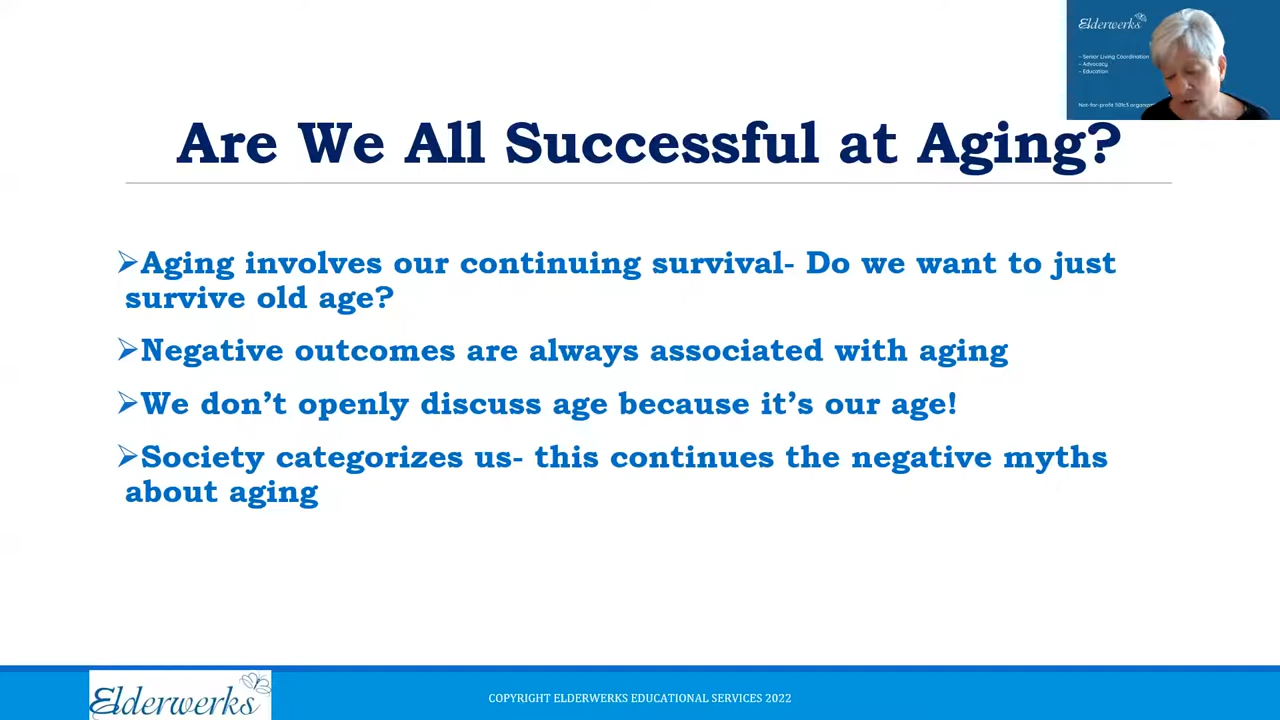 Elderwerks
- Senior Living Coordination
- Advocacy
- Education
Not-for-profit 501c3
Are We All Successful at Aging?
➢Aging involves our continuing survival- Do we want to just
survive old age?
➢Negative outcomes are always associated with aging
➢We don't openly discuss age because it's our age!
➢Society categorizes us- this continues the negative myths
about aging
Elderwerks
COPYRIGHT ELDERWERKS EDUCATIONAL SERVICES 2022